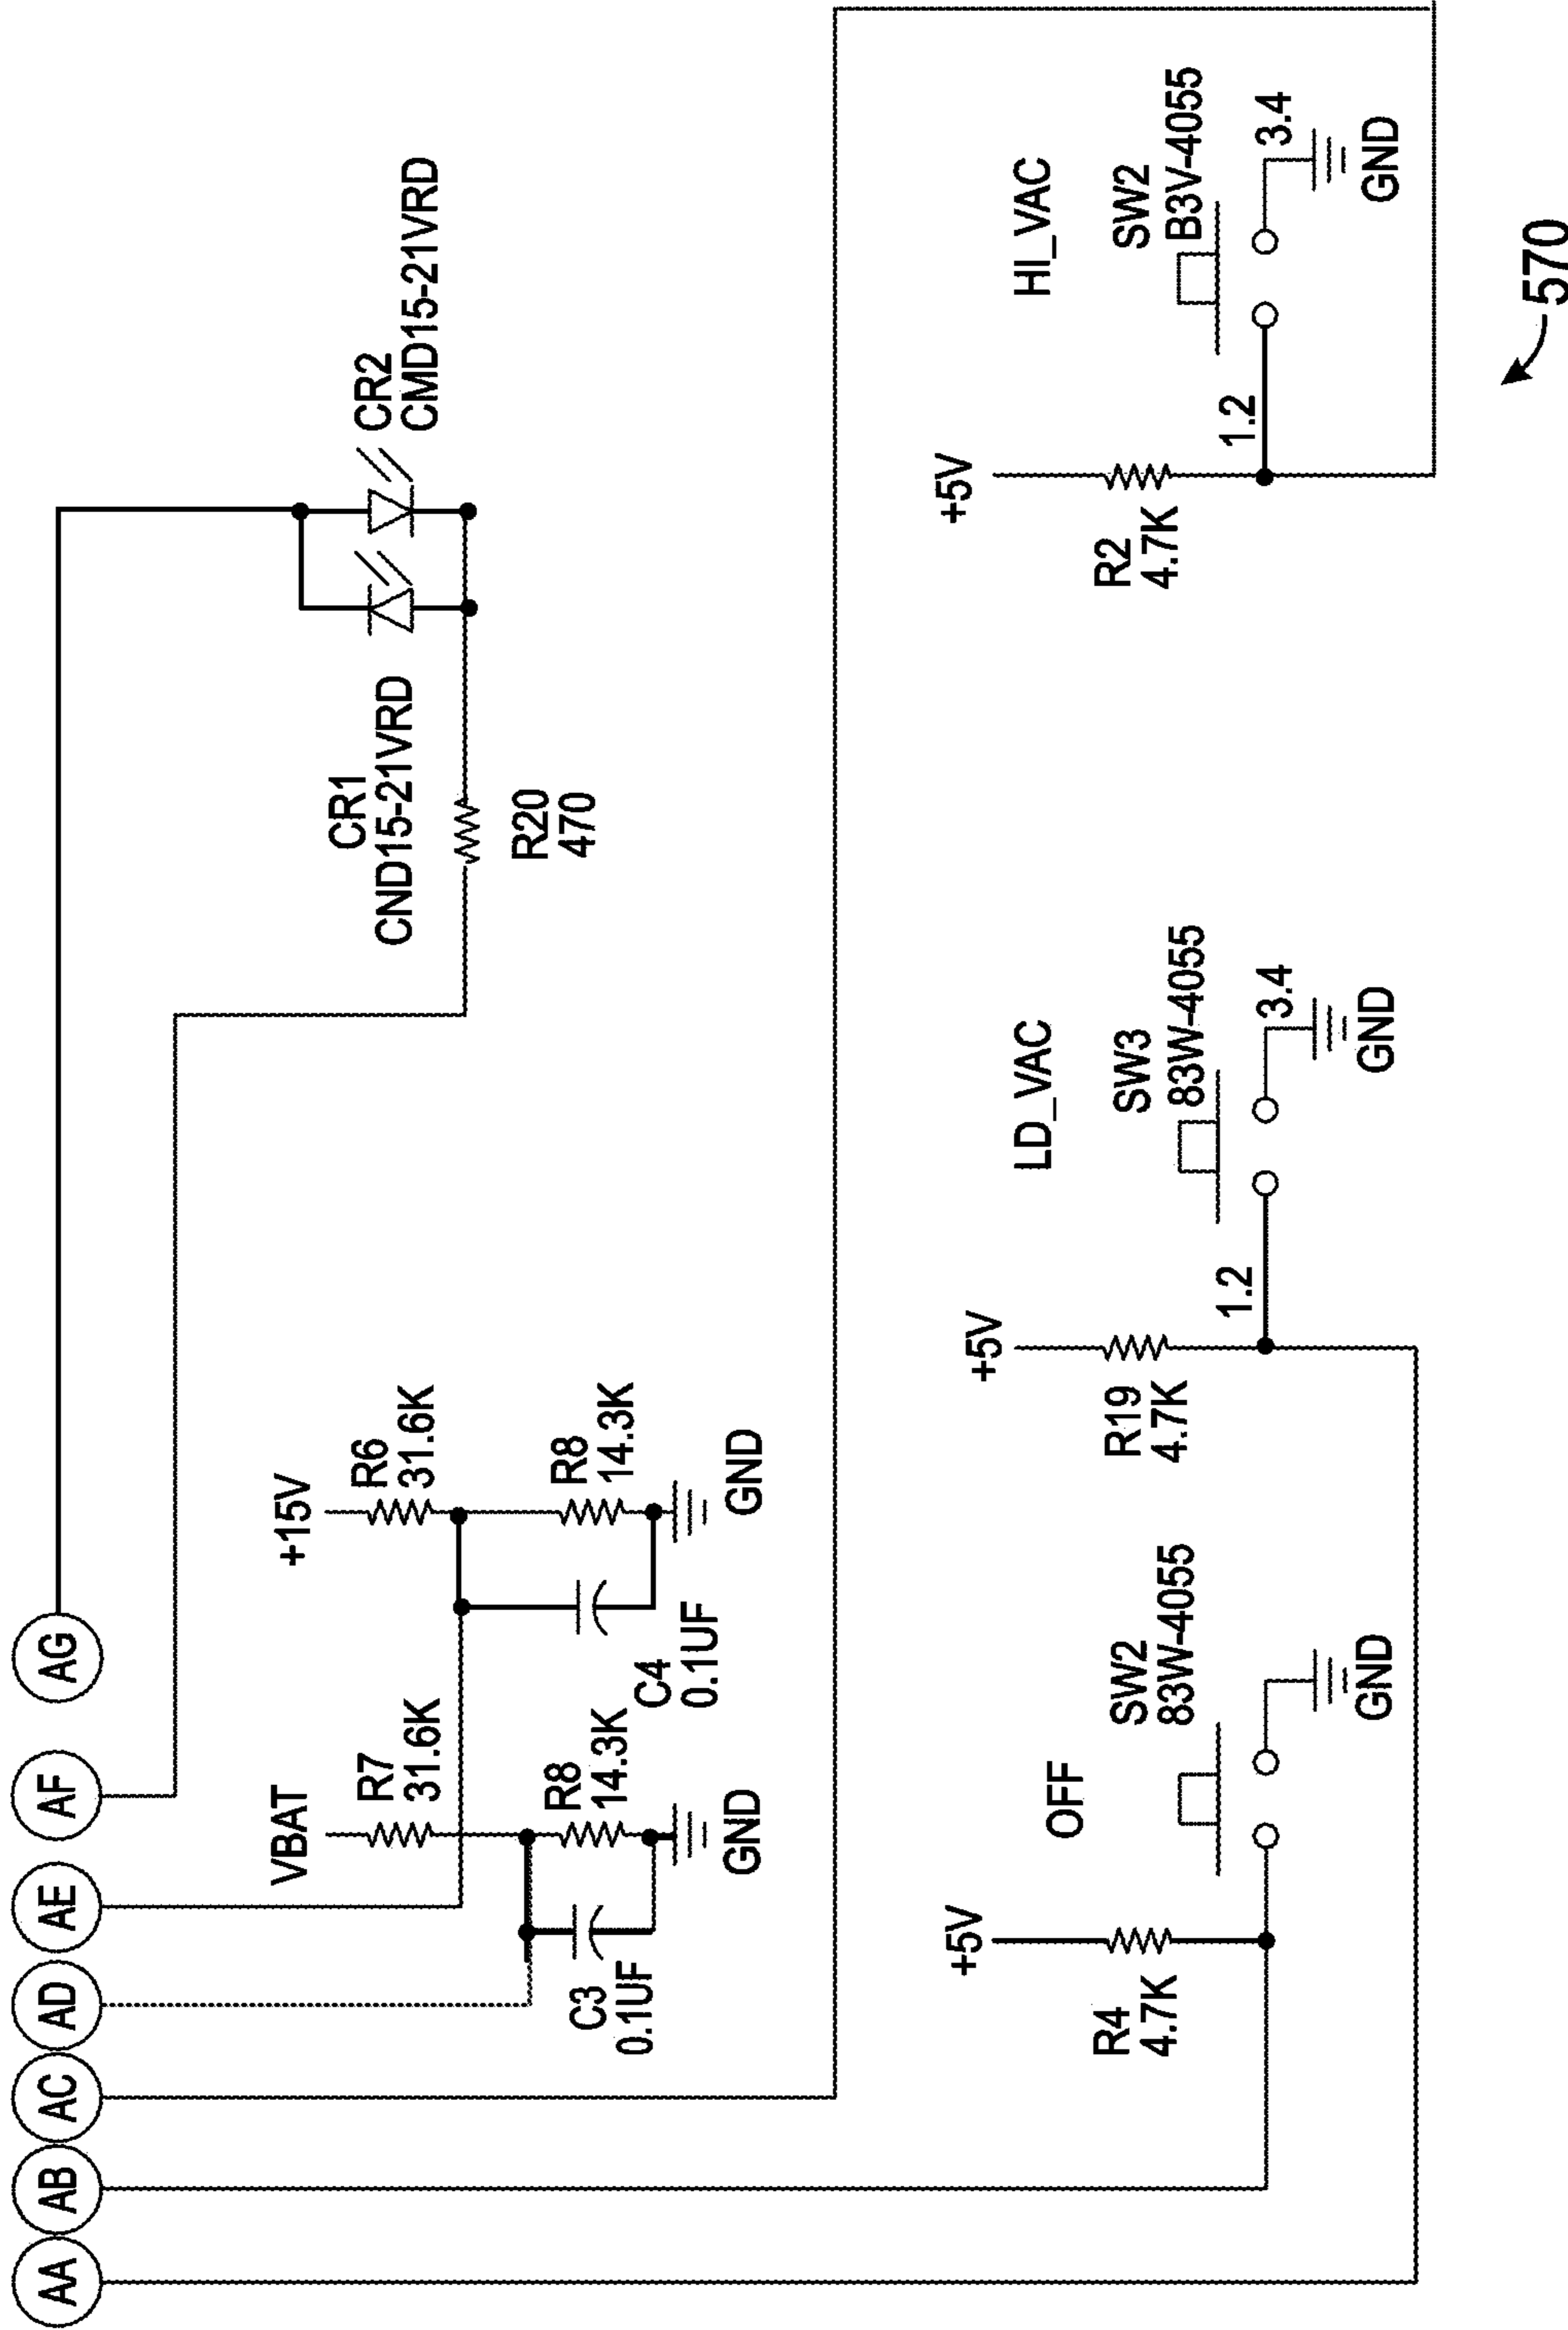 AA
AB
AC
AD
AE
AF
AG
VBAT
R7
31.6K
R8
14.3K
C3
0.1UF
GND
+15V
R6
31.6K
R8
14.3K
C4
0.1UF
GND
CR1
CND15-21VRD
CR2
CMD15-21VRD
R20
470
+5V
R4
4.7K
OFF
SW2
83W-4055
GND
+5V
R19
4.7K
LD_VAC
SW3
83W-4055
1.2
3.4
GND
+5V
R2
4.7K
HI_VAC
SW2
B3V-4055
1.2
3.4
GND
570